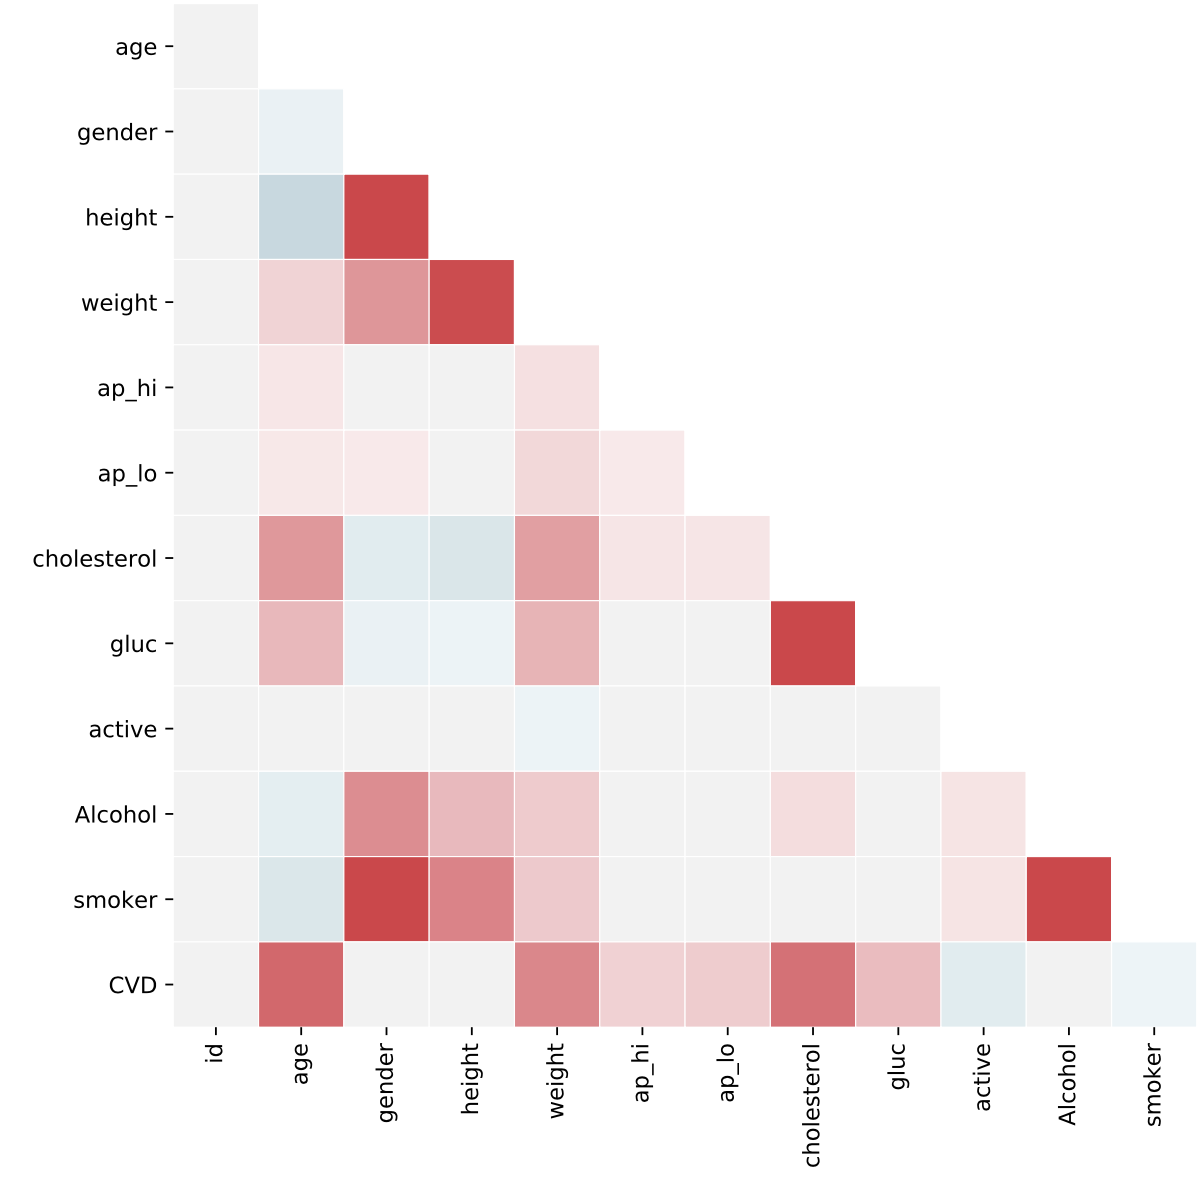 age
gender
height
weight
ap_hi
ap_lo
cholesterol
gluc
active
Alcohol
smoker
CVD
id
age
gender
height
weight
ap_hi
ap_lo
cholesterol
gluc
active
Alcohol
smoker